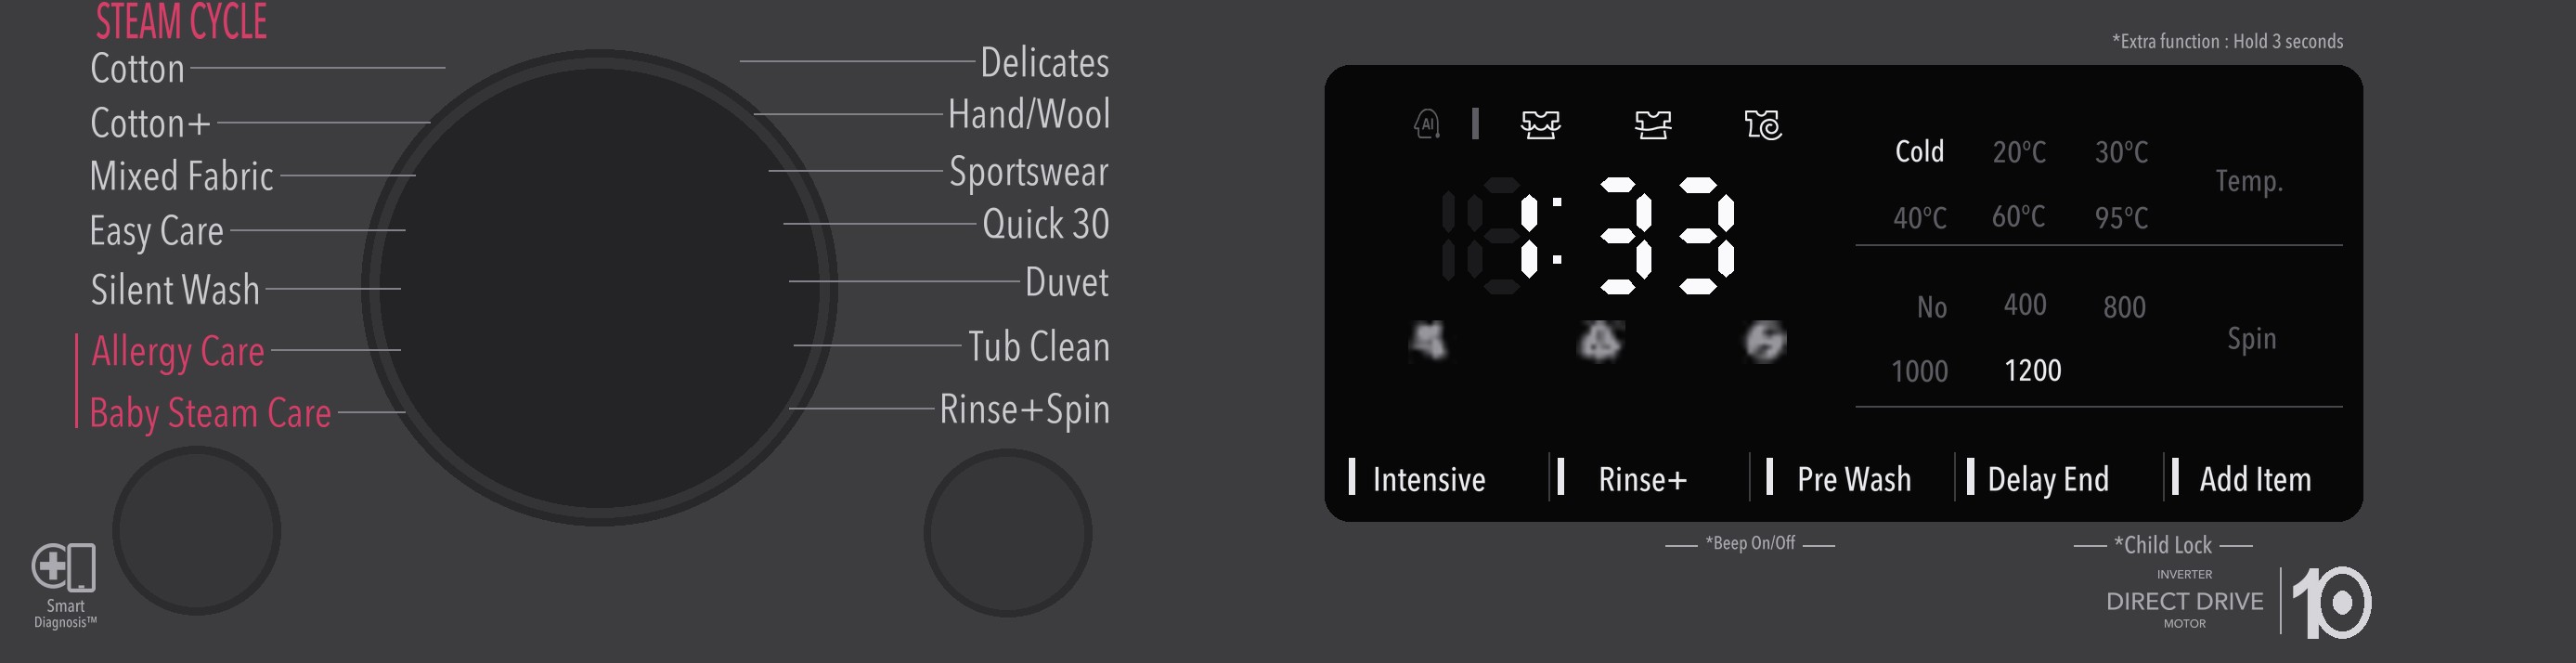 STEAM CYCLE
Cotton
Cotton+
Mixed Fabric
Easy Care
Silent Wash
Allergy Care
Baby Steam Care
Delicates
Hand/Wool
Sportswear
Quick 30
Duvet
Tub Clean
Rinse+Spin
Smart
Diagnosis™
*Extra function : Hold 3 seconds
AI
1:33
Cold 20°C 30°C
Temp.
40°C 60°C 95°C
No 400 800
Spin
1000 1200
Intensive Rinse+ Pre Wash Delay End Add Item
*Beep On/Off *Child Lock
INVERTER
DIRECT DRIVE
MOTOR
10